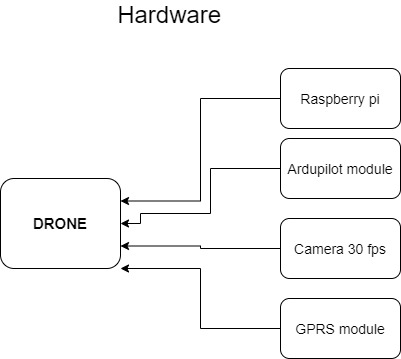 Hardware
Raspberry pi
Ardupilot module
DRONE
Camera 30 fps
GPRS module